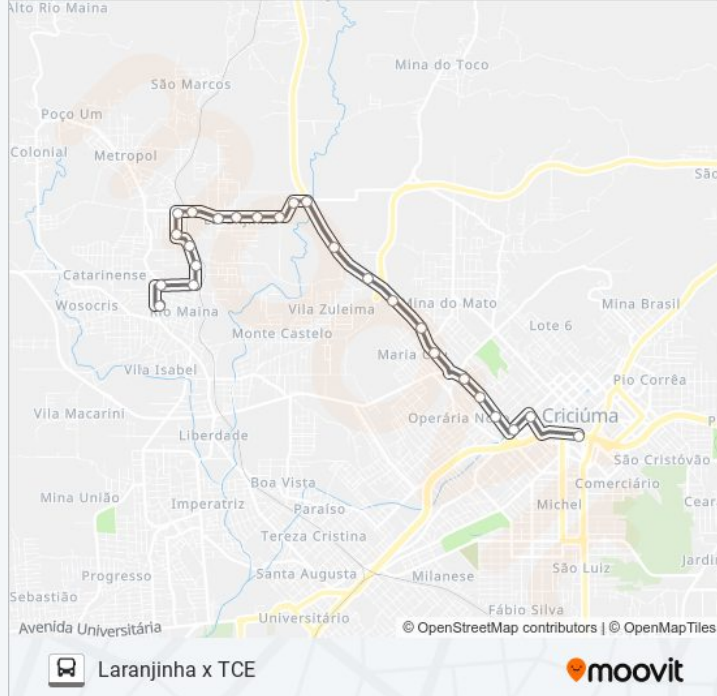 Alto Rio Maina
Mina do Toco
São Marcos
Poço Um
Colonial
Metropol
São
Catarinense
Wosocris
Rio Maina
Vila Zuleima
Mina do Mato
Mina Brasil
Lote 6
Monte Castelo
Maria
Vila Isabel
Pio Corrêa
Vila Macarini
Operária
Criciúma
Liberdade
São Cristóvão
Mina União
Boa Vista
Comerciário
Imperatriz
Paraíso
Michel
Tereza Cristina
Progresso
Santa Augusta
Milanese
São Luiz
Sebastião
Universitário
Fábio Silva
Avenida Universitária
© OpenStreetMap contributors | © OpenMapTiles
Laranjinha x TCE
moovit